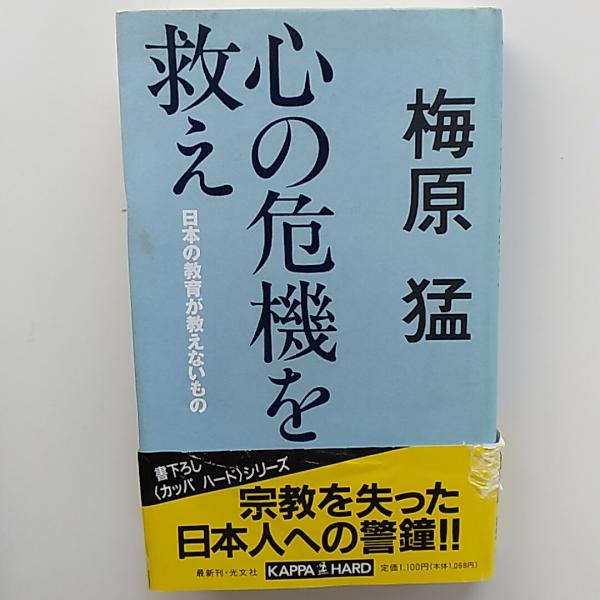 梅原 猛
心の危機を
救え
日本の教育が教えないもの
書下ろし
〈カッパ ハード〉シリーズ
宗教を失った
日本人への警鐘!!
最新刊・光文社 KAPPA HARD 定価1,100円(本体1,068円)